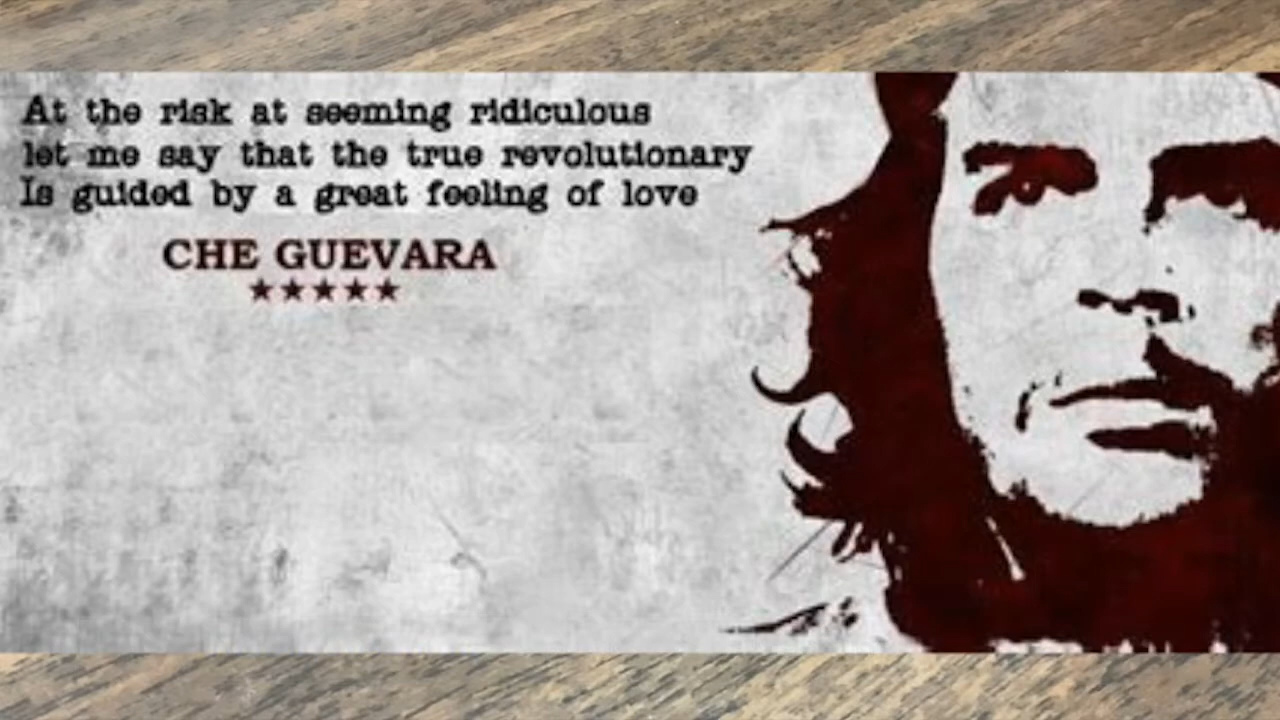 At the risk at seeming ridiculous
let me say that the true revolutionary
Is guided by a great feeling of love
CHE GUEVARA
★★★★★